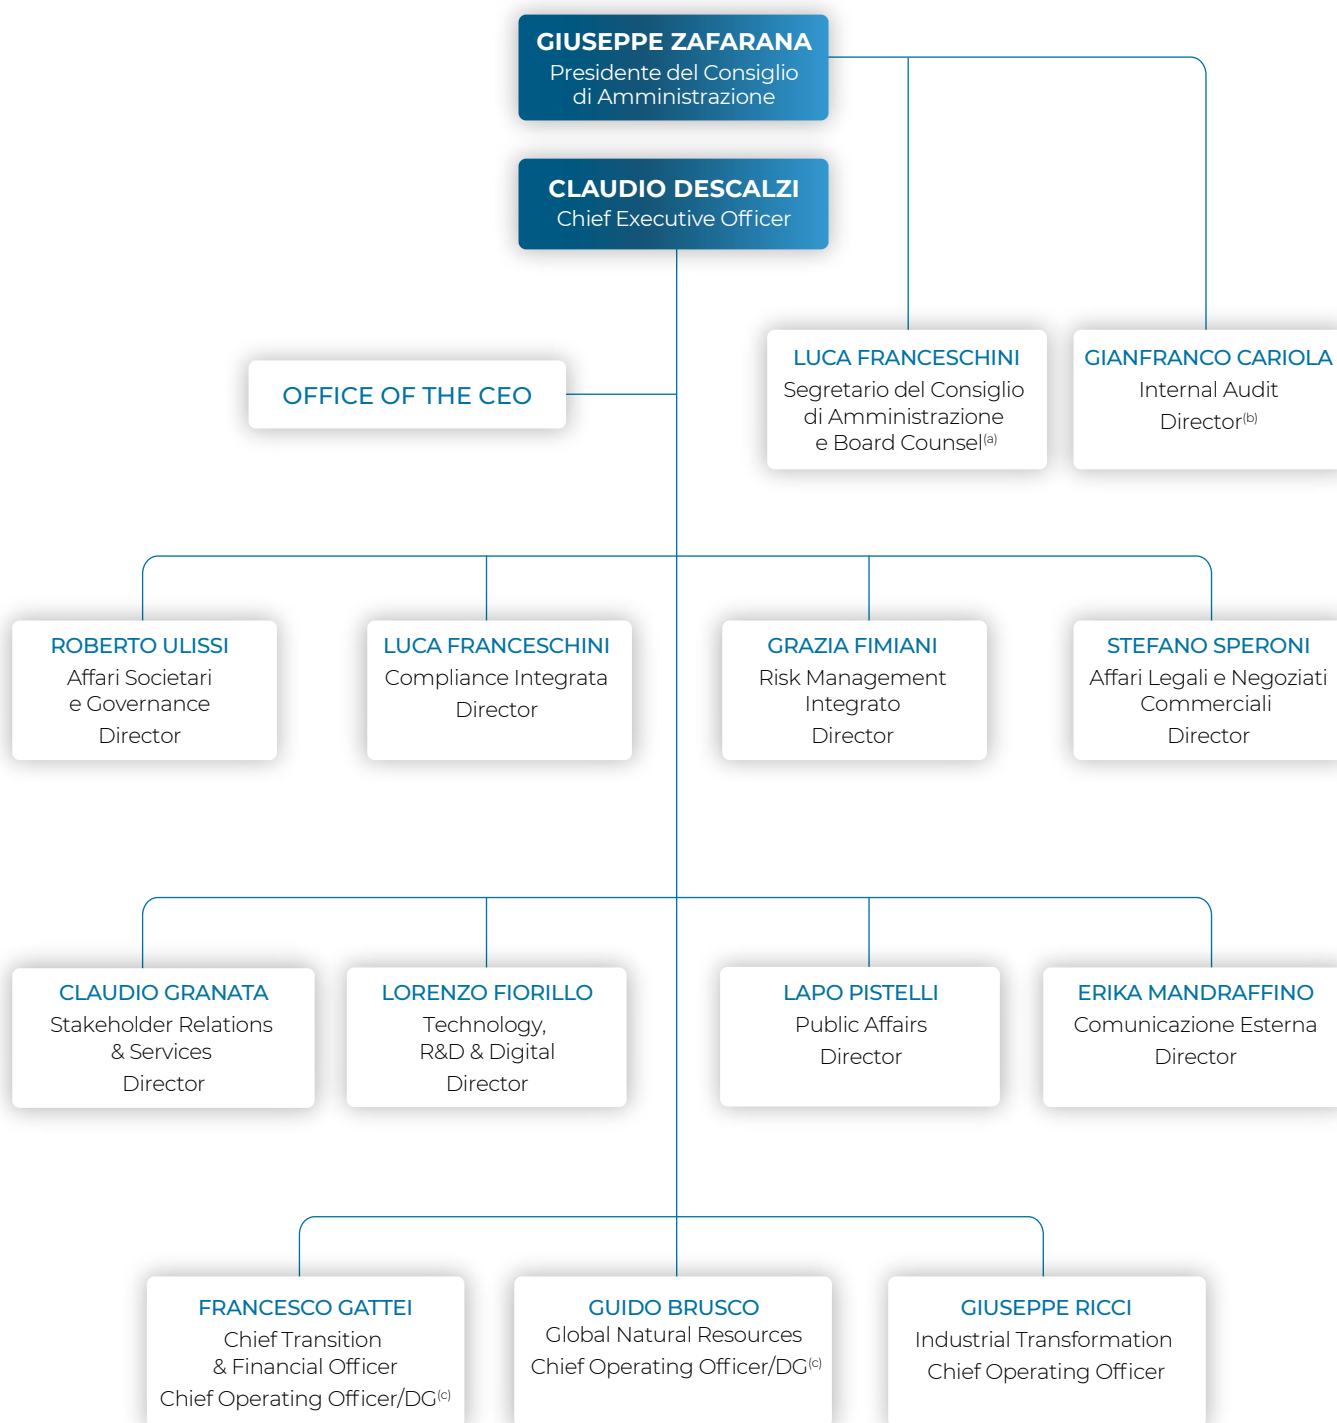 GIUSEPPE ZAFARANA
Presidente del Consiglio
di Amministrazione
CLAUDIO DESCALZI
Chief Executive Officer
OFFICE OF THE CEO
LUCA FRANCESCHINI
Segretario del Consiglio
di Amministrazione
e Board Counsel(a)
GIANFRANCO CARIOLA
Internal Audit
Director(b)
ROBERTO ULISSI
Affari Societari
e Governance
Director
LUCA FRANCESCHINI
Compliance Integrata
Director
GRAZIA FIMIANI
Risk Management
Integrato
Director
STEFANO SPERONI
Affari Legali e Negoziati
Commerciali
Director
CLAUDIO GRANATA
Stakeholder Relations
& Services
Director
LORENZO FIORILLO
Technology,
R&D & Digital
Director
LAPO PISTELLI
Public Affairs
Director
ERIKA MANDRAFFINO
Comunicazione Esterna
Director
FRANCESCO GATTEI
Chief Transition
& Financial Officer
Chief Operating Officer/DG(c)
GUIDO BRUSCO
Global Natural Resources
Chief Operating Officer/DG(c)
GIUSEPPE RICCI
Industrial Transformation
Chief Operating Officer